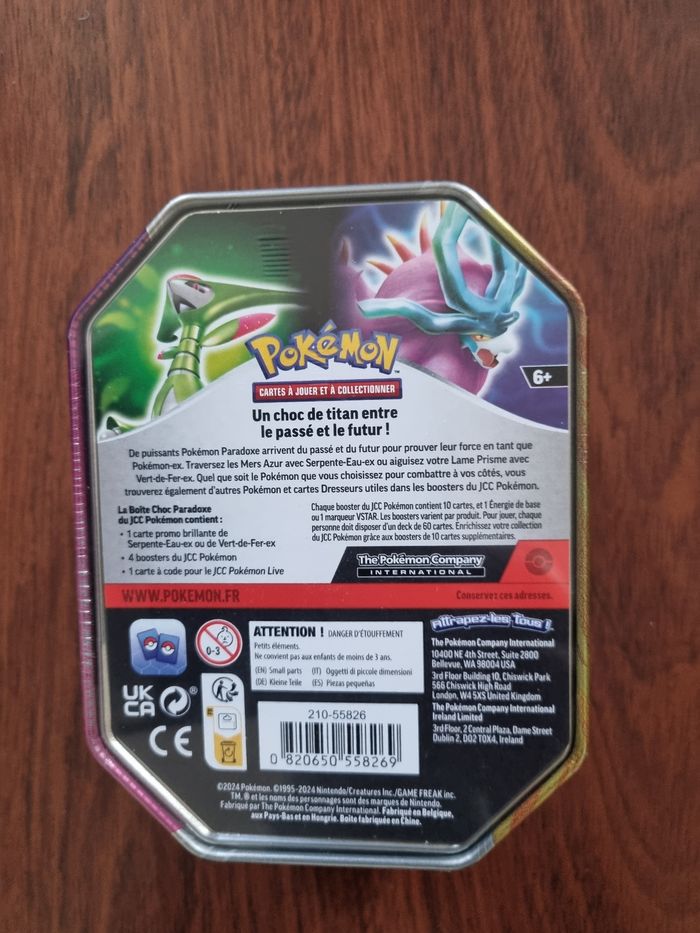 POKÉMON
CARTES À JOUER ET À COLLECTIONNER
6+
Un choc de titan entre
le passé et le futur !
De puissants Pokémon Paradoxe arrivent du passé et du futur pour prouver leur force en tant que
Pokémon-ex. Traversez les Mers Azur avec Serpente-Eau-ex ou aiguisez votre Lame Prisme avec
Vert-de-Fer-ex. Quel que soit le Pokémon que vous choisissez pour combattre à vos côtés, vous
trouverez également d'autres Pokémon et cartes Dresseurs utiles dans les boosters du JCC Pokémon.
La Boîte Choc Paradoxe
du JCC Pokémon contient :
• 1 carte promo brillante de
Serpente-Eau-ex ou de Vert-de-Fer-ex
• 4 boosters du JCC Pokémon
• 1 carte à code pour le JCC Pokémon Live
Chaque booster du JCC Pokémon contient 10 cartes, et 1 Énergie de base
ou 1 marqueur VSTAR. Les boosters varient par produit. Pour jouer, chaque
personne doit disposer d'un deck de 60 cartes. Enrichissez votre collection
du JCC Pokémon grâce aux boosters de 10 cartes supplémentaires.
The Pokémon Company
INTERNATIONAL
WWW.POKEMON.FR
Conservez ces adresses.
0-3
ATTENTION ! DANGER D'ÉTOUFFEMENT
Petits éléments.
Ne convient pas aux enfants de moins de 3 ans.
(EN) Small parts (IT) Oggetti di piccole dimensioni
(DE) Kleine Teile (ES) Piezas pequeñas
Attrapez-les Tous !
The Pokémon Company International
10400 NE 4th Street, Suite 2800
Bellevue, WA 98004 USA
3rd Floor Building 10, Chiswick Park
566 Chiswick High Road
London, W4 5XS United Kingdom
The Pokémon Company International
Ireland Limited
3rd Floor, 2 Central Plaza, Dame Street
Dublin 2, D02 T0X4, Ireland
UK
CA
CE
210-55826
0 820650 558269
©2024 Pokémon. ©1995-2024 Nintendo/Creatures Inc./GAME FREAK inc.
TM, ® et les noms des personnages sont des marques de Nintendo.
Fabriqué par The Pokémon Company International. Fabriqué en Belgique,
aux Pays-Bas et en Hongrie. Boîte fabriquée en Chine.